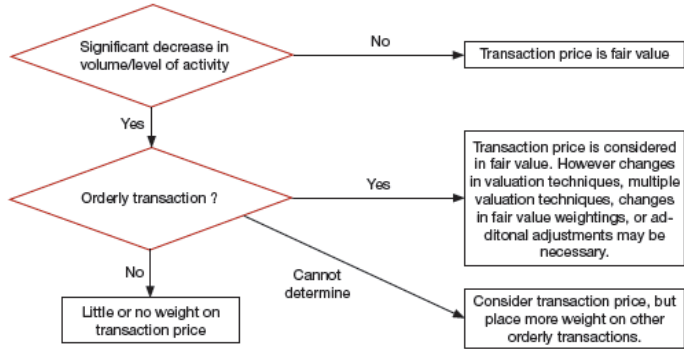 Significant decrease in
volume/level of activity
No
Transaction price is fair value
Yes
Orderly transaction ?
Yes
Transaction price is considered
in fair value. However changes
in valuation techniques, multiple
valuation techniques, changes
in fair value weightings, or ad-
ditonal adjustments may be
necessary.
No
Little or no weight on
transaction price
Cannot
determine
Consider transaction price, but
place more weight on other
orderly transactions.